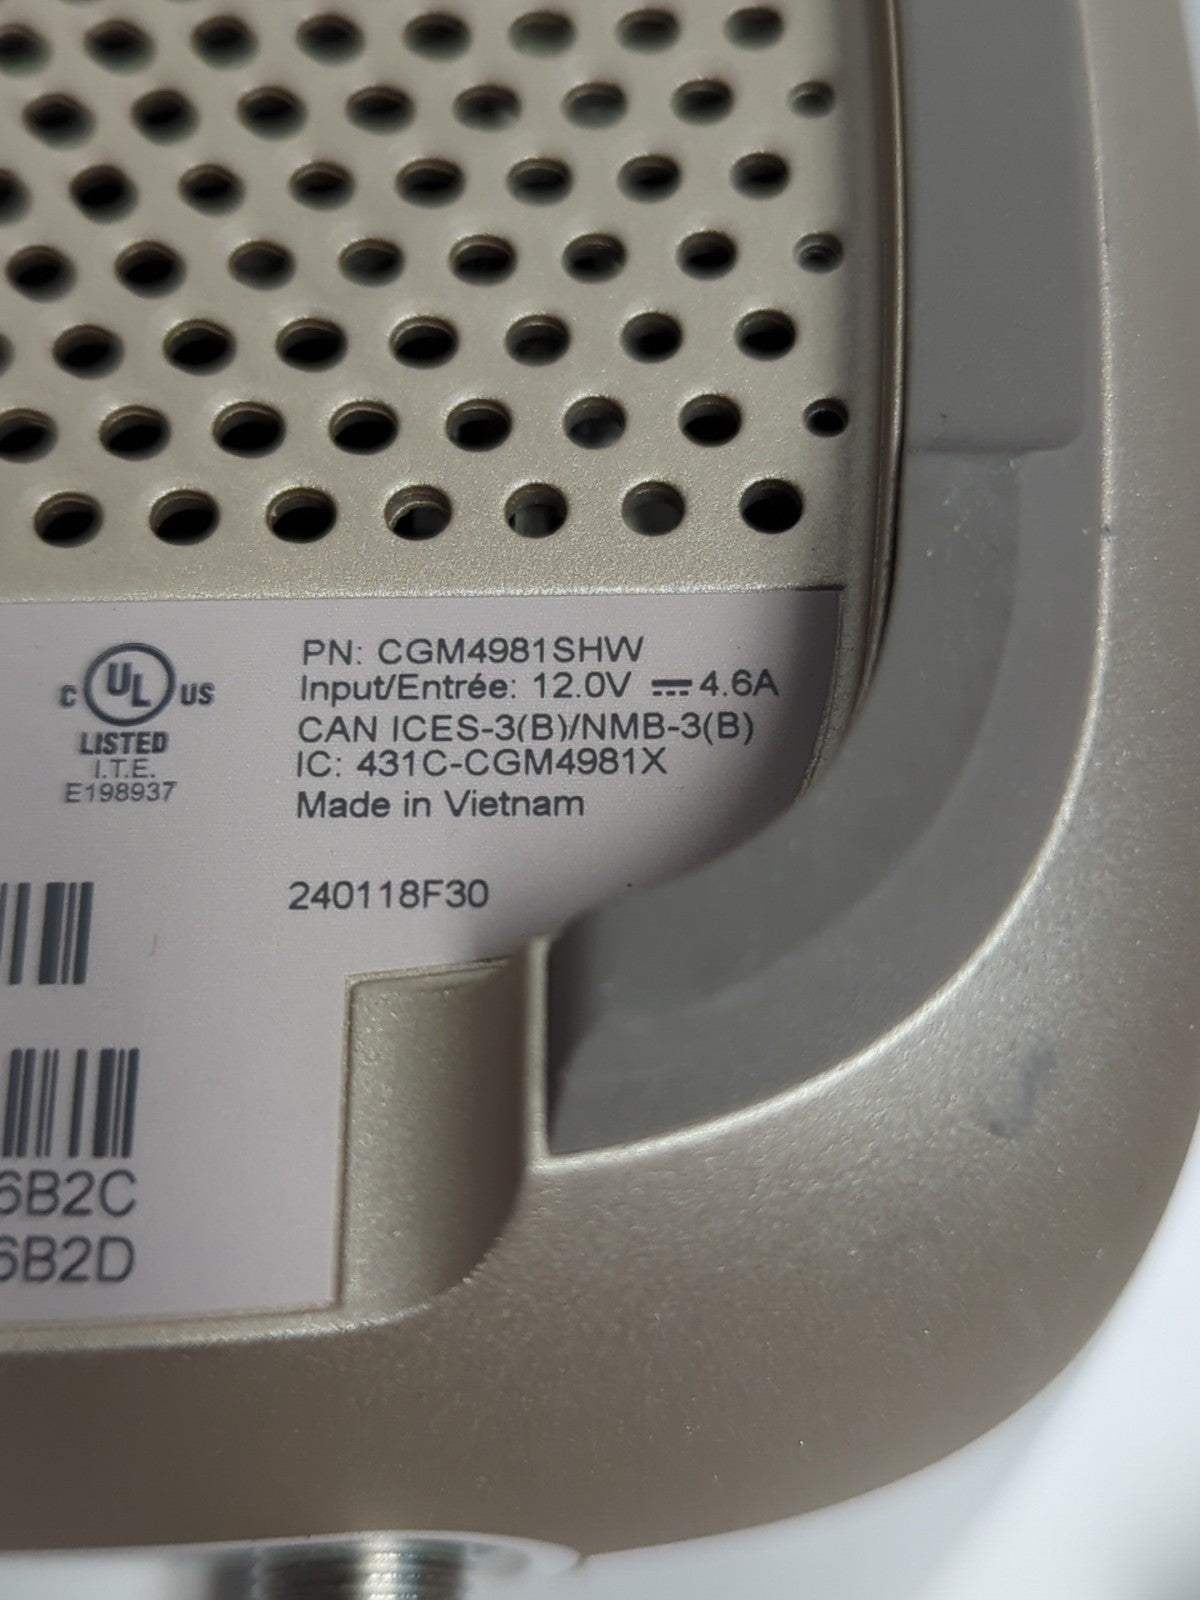 PN: CGM4981SHW
Input/Entrée: 12.0V ⎓ 4.6A
CAN ICES-3(B)/NMB-3(B)
IC: 431C-CGM4981X
Made in Vietnam
C UL US
LISTED
I.T.E.
E198937
240118F30
6B2C
6B2D